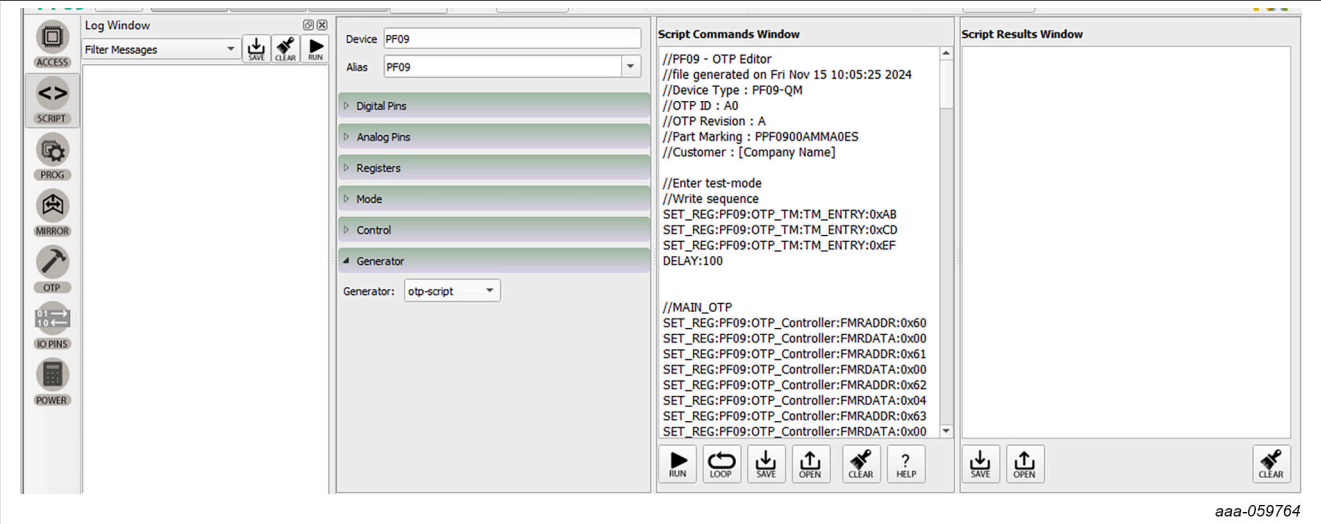 Log Window
Filter Messages
SAVE
CLEAR
RUN
ACCESS
<>
SCRIPT
PROG
MIRROR
OTP
01
10
IO PINS
POWER
Device PF09
Alias PF09
Digital Pins
Analog Pins
Registers
Mode
Control
Generator
Generator: otp-script
Script Commands Window
//PF09 - OTP Editor
//file generated on Fri Nov 15 10:05:25 2024
//Device Type : PF09-QM
//OTP ID : A0
//OTP Revision : A
//Part Marking : PPF0900AMMA0ES
//Customer : [Company Name]
//Enter test-mode
//Write sequence
SET_REG:PF09:OTP_TM:TM_ENTRY:0xAB
SET_REG:PF09:OTP_TM:TM_ENTRY:0xCD
SET_REG:PF09:OTP_TM:TM_ENTRY:0xEF
DELAY:100
//MAIN_OTP
SET_REG:PF09:OTP_Controller:FMRADDR:0x60
SET_REG:PF09:OTP_Controller:FMRDATA:0x00
SET_REG:PF09:OTP_Controller:FMRADDR:0x61
SET_REG:PF09:OTP_Controller:FMRDATA:0x00
SET_REG:PF09:OTP_Controller:FMRADDR:0x62
SET_REG:PF09:OTP_Controller:FMRDATA:0x04
SET_REG:PF09:OTP_Controller:FMRADDR:0x63
SET_REG:PF09:OTP_Controller:FMRDATA:0x00
RUN
LOOP
SAVE
OPEN
CLEAR
?
HELP
Script Results Window
SAVE
OPEN
CLEAR
aaa-059764